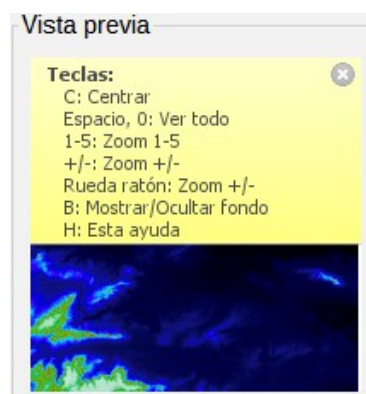 Vista previa
Teclas:
C: Centrar
Espacio, 0: Ver todo
1-5: Zoom 1-5
+/-: Zoom +/-
Rueda ratón: Zoom +/-
B: Mostrar/Ocultar fondo
H: Esta ayuda